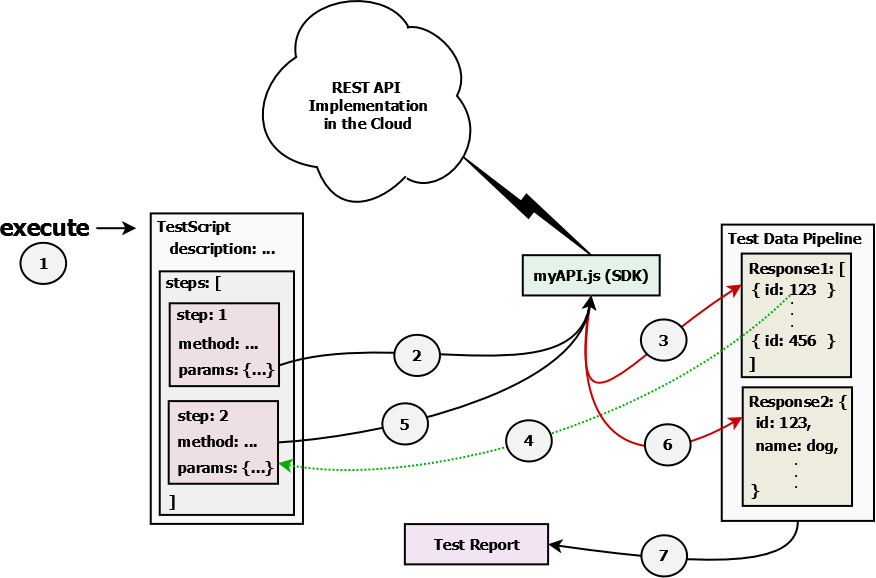 REST API
Implementation
in the Cloud
execute
1
TestScript
description: ...
steps: [
step: 1
method: ...
params: {...}
step: 2
method: ...
params: {...}
]
2
5
myAPI.js (SDK)
3
4
6
Test Data Pipeline
Response1: [
{ id: 123 }
.
.
.
{ id: 456 }
]
Response2: {
id: 123,
name: dog,
.
.
.
}
Test Report
7